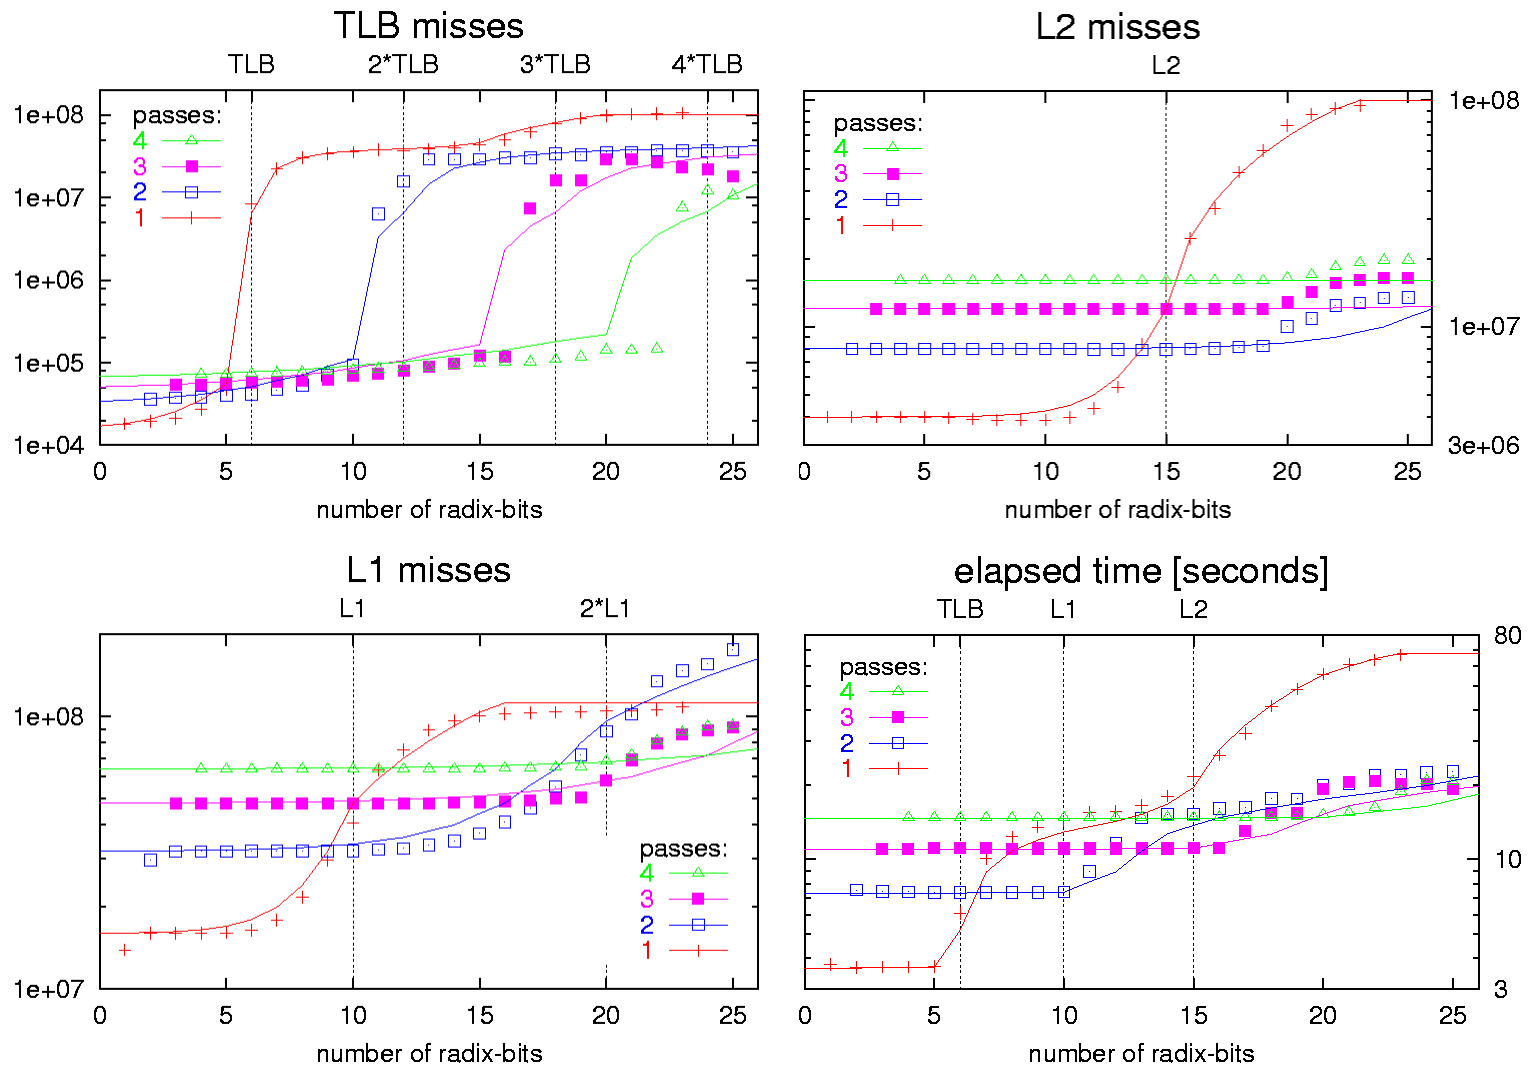 TLB misses
TLB 2*TLB 3*TLB 4*TLB
1e+08
1e+07
1e+06
1e+05
1e+04
passes:
4
3
2
1
0 5 10 15 20 25
number of radix-bits
L2 misses
L2
passes:
4
3
2
1
1e+08
1e+07
3e+06
0 5 10 15 20 25
number of radix-bits
L1 misses
L1 2*L1
1e+08
1e+07
passes:
4
3
2
1
0 5 10 15 20 25
number of radix-bits
elapsed time [seconds]
TLB L1 L2
passes:
4
3
2
1
80
10
3
0 5 10 15 20 25
number of radix-bits